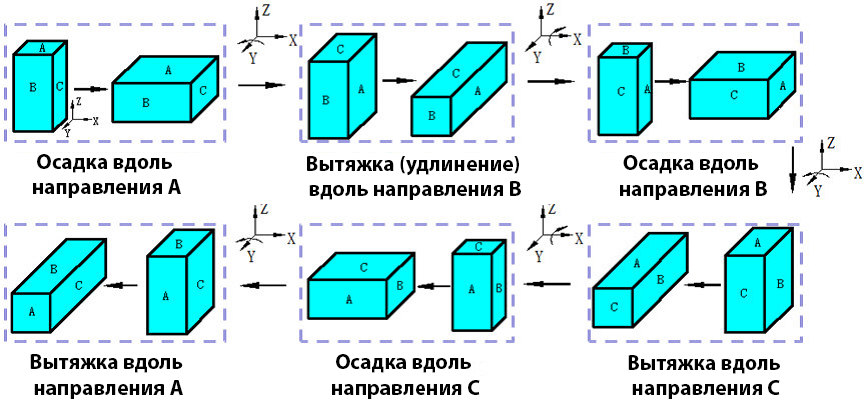 A
B
C
Z
X
Y
A
B
C
Осадка вдоль
направления А
Z
X
Y
C
B
A
C
A
B
Вытяжка (удлинение)
вдоль направления В
Z
X
Y
B
C
A
B
C
A
Осадка вдоль
направления В
Z
X
Y
A
C
B
A
B
C
Вытяжка вдоль
направления С
Z
X
Y
C
A
B
C
A
B
Осадка вдоль
направления С
Z
X
Y
B
A
C
B
C
A
Вытяжка вдоль
направления А